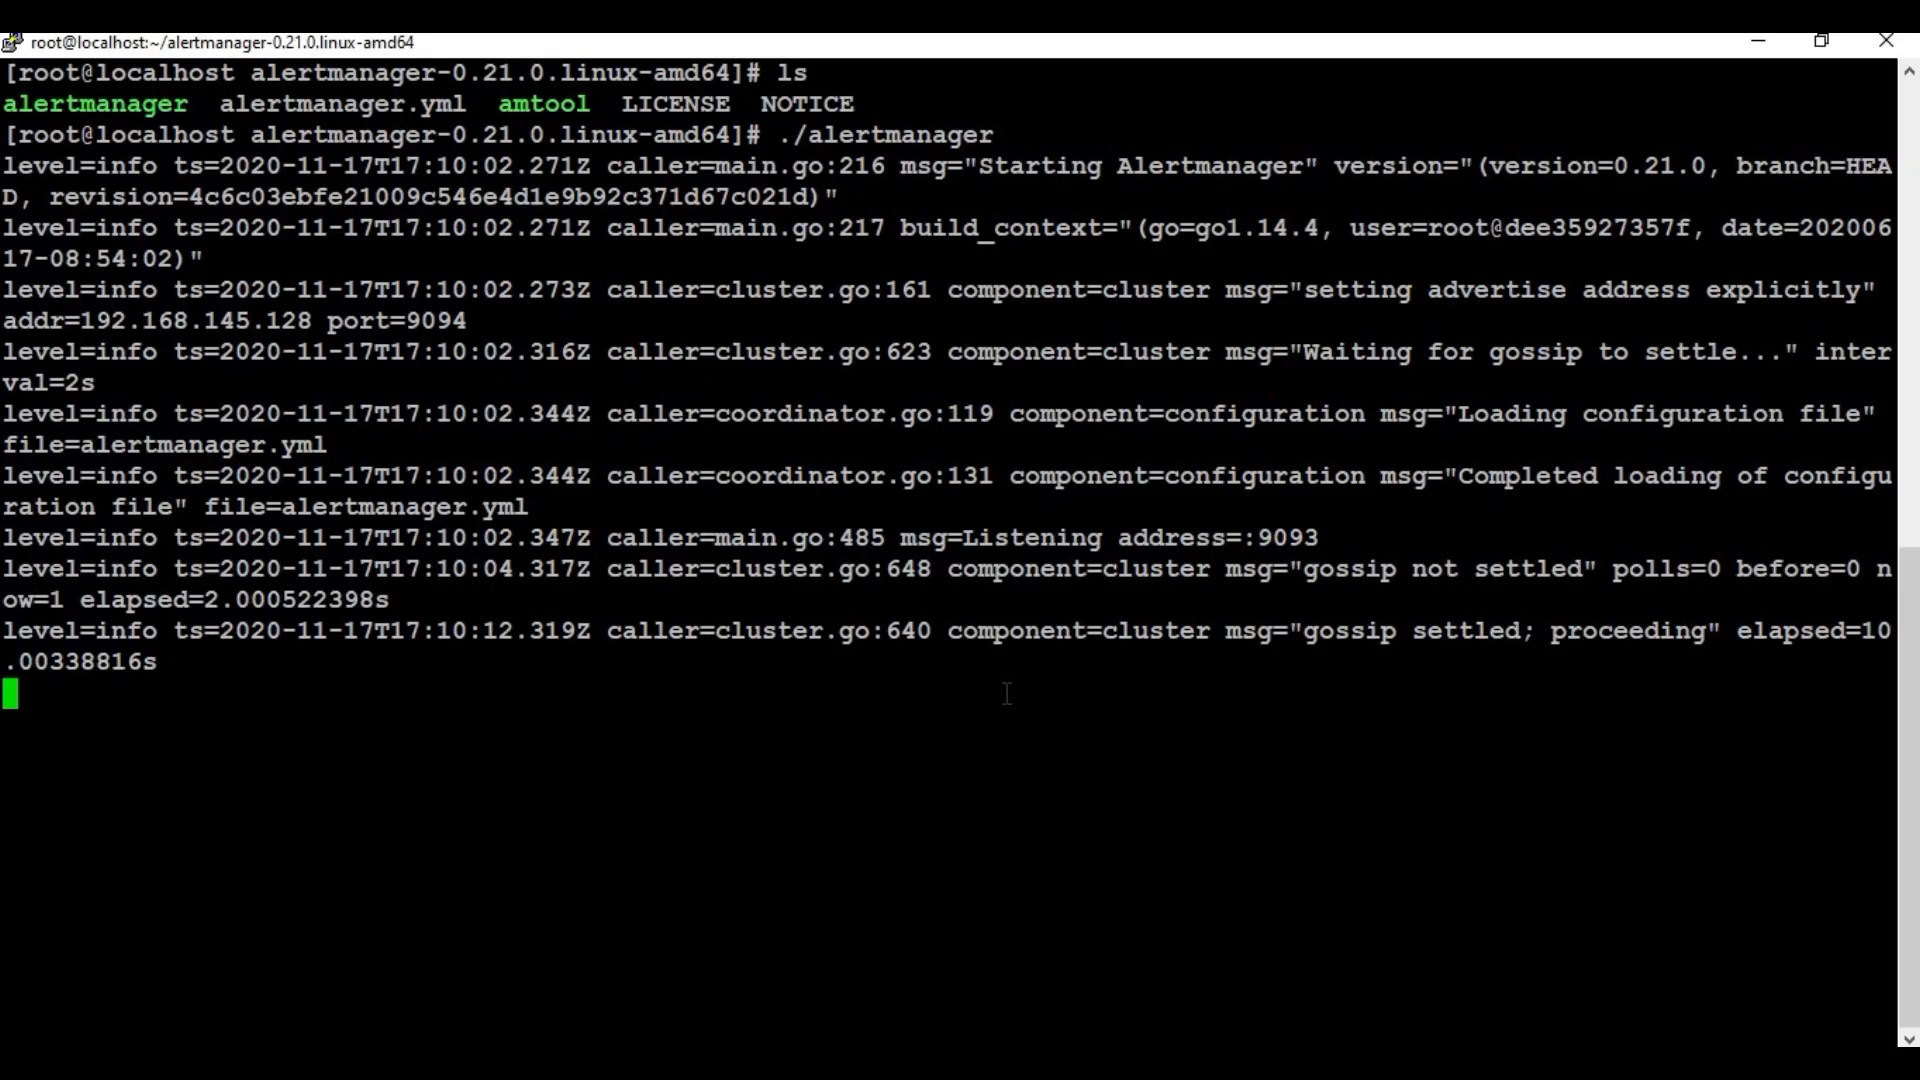 root@localhost:~/alertmanager-0.21.0.linux-amd64
[root@localhost alertmanager-0.21.0.linux-amd64]# ls
alertmanager  alertmanager.yml  amtool  LICENSE  NOTICE
[root@localhost alertmanager-0.21.0.linux-amd64]# ./alertmanager
level=info ts=2020-11-17T17:10:02.271Z caller=main.go:216 msg="Starting Alertmanager" version="(version=0.21.0, branch=HEA
D, revision=4c6c03ebfe21009c546e4d1e9b92c371d67c021d)"
level=info ts=2020-11-17T17:10:02.271Z caller=main.go:217 build_context="(go=go1.14.4, user=root@dee35927357f, date=202006
17-08:54:02)"
level=info ts=2020-11-17T17:10:02.273Z caller=cluster.go:161 component=cluster msg="setting advertise address explicitly"
addr=192.168.145.128 port=9094
level=info ts=2020-11-17T17:10:02.316Z caller=cluster.go:623 component=cluster msg="Waiting for gossip to settle..." inter
val=2s
level=info ts=2020-11-17T17:10:02.344Z caller=coordinator.go:119 component=configuration msg="Loading configuration file"
file=alertmanager.yml
level=info ts=2020-11-17T17:10:02.344Z caller=coordinator.go:131 component=configuration msg="Completed loading of configu
ration file" file=alertmanager.yml
level=info ts=2020-11-17T17:10:02.347Z caller=main.go:485 msg=Listening address=:9093
level=info ts=2020-11-17T17:10:04.317Z caller=cluster.go:648 component=cluster msg="gossip not settled" polls=0 before=0 n
ow=1 elapsed=2.000522398s
level=info ts=2020-11-17T17:10:12.319Z caller=cluster.go:640 component=cluster msg="gossip settled; proceeding" elapsed=10
.00338816s